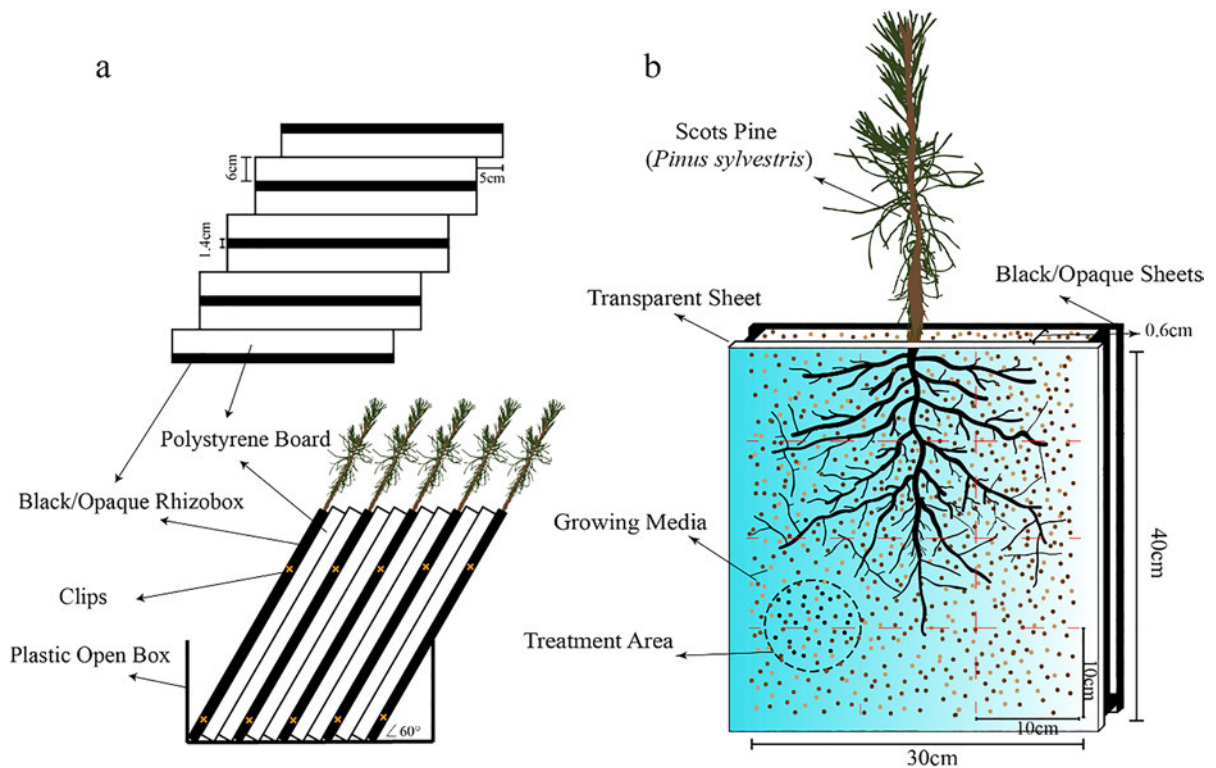 a
6cm
5cm
1.4cm
Polystyrene Board
Black/Opaque Rhizobox
Clips
Plastic Open Box
∠60°
b
Scots Pine
(Pinus sylvestris)
Black/Opaque Sheets
Transparent Sheet
0.6cm
Growing Media
Treatment Area
40cm
10cm
10cm
30cm